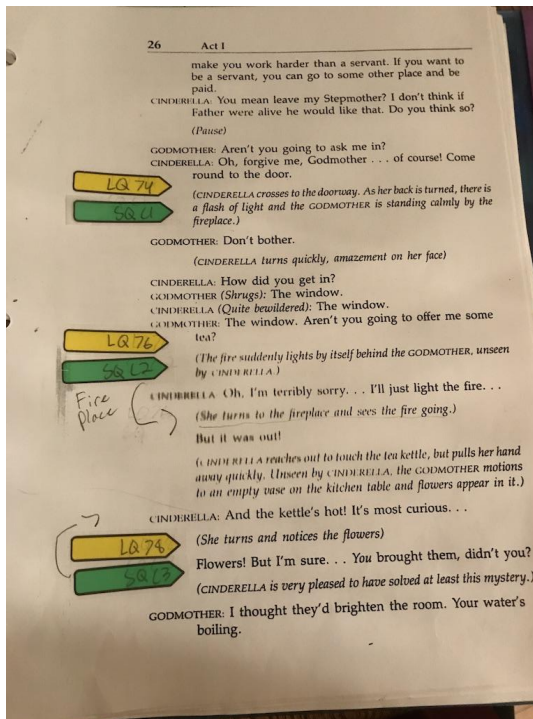 26 Act I
make you work harder than a servant. If you want to
be a servant, you can go to some other place and be
paid.
CINDERELLA: You mean leave my Stepmother? I don't think if
Father were alive he would like that. Do you think so?
(Pause)
GODMOTHER: Aren't you going to ask me in?
CINDERELLA: Oh, forgive me, Godmother . . . of course! Come
round to the door.
LQ 74
(CINDERELLA crosses to the doorway. As her back is turned, there is
a flash of light and the GODMOTHER is standing calmly by the
fireplace.)
SQ L1
GODMOTHER: Don't bother.
(CINDERELLA turns quickly, amazement on her face)
CINDERELLA: How did you get in?
GODMOTHER (Shrugs): The window.
CINDERELLA (Quite bewildered): The window.
GODMOTHER: The window. Aren't you going to offer me some
tea?
LQ 76
(The fire suddenly lights by itself behind the GODMOTHER, unseen
by CINDERELLA.)
SQ L2
Fire
Place
CINDERELLA: Oh, I'm terribly sorry. . . I'll just light the fire. . .
(She turns to the fireplace and sees the fire going.)
But it was out!
(CINDERELLA reaches out to touch the tea kettle, but pulls her hand
away quickly. Unseen by CINDERELLA, the GODMOTHER motions
to an empty vase on the kitchen table and flowers appear in it.)
CINDERELLA: And the kettle's hot! It's most curious. . .
(She turns and notices the flowers)
LQ 78
Flowers! But I'm sure. . . You brought them, didn't you?
SQ L3
(CINDERELLA is very pleased to have solved at least this mystery.)
GODMOTHER: I thought they'd brighten the room. Your water's
boiling.